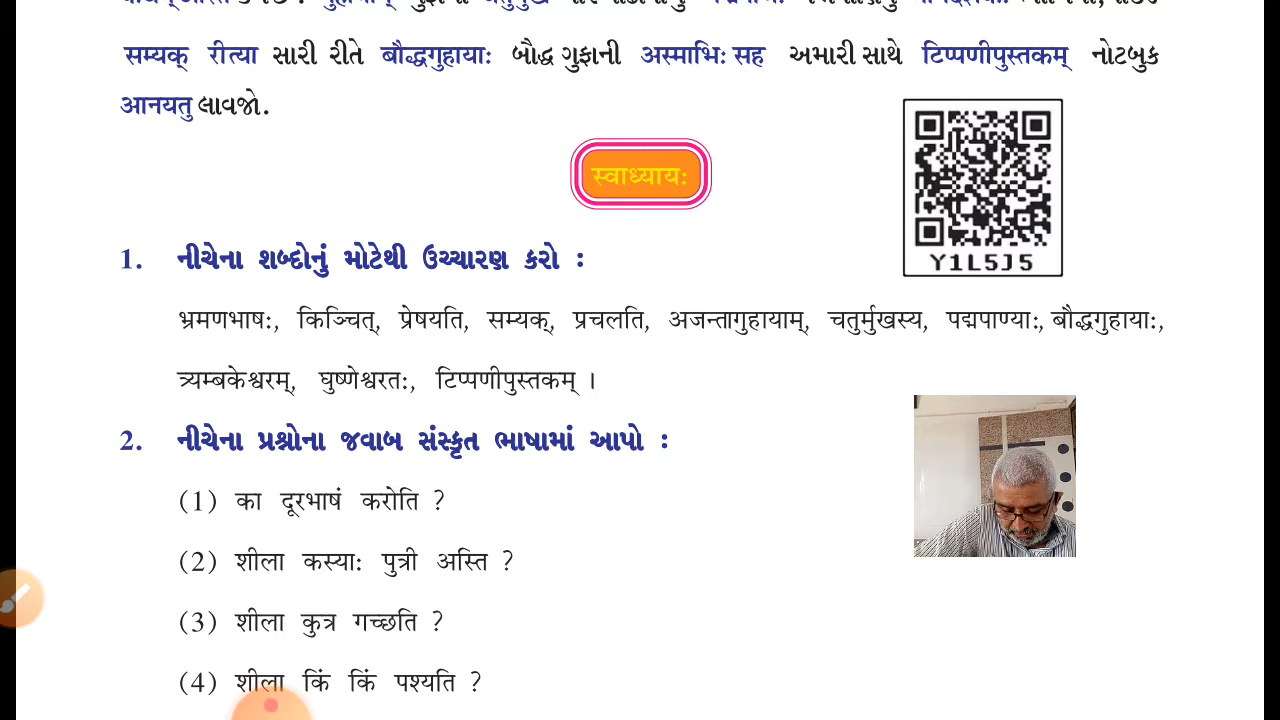 सम्यक् रीत्या સારી રીતે बौद्धगुहायाः બૌદ્ધ ગુફાની अस्माभिः सह અમારી સાથે टिप्पणीपुस्तकम् નોટબુક
आनयतु લાવજો.
स्वाध्यायः
Y1L5J5
1. નીચેના શબ્દોનું મોટેથી ઉચ્ચારણ કરો :
भ्रमणभाषः, किञ्चित्, प्रेषयति, सम्यक्, प्रचलति, अजन्तागुहायाम्, चतुर्मुखस्य, पद्मपाण्याः, बौद्धगुहायाः,
त्र्यम्बकेश्वरम्, घुष्णेश्वरतः, टिप्पणीपुस्तकम् ।
2. નીચેના પ્રશ્નોના જવાબ સંસ્કૃત ભાષામાં આપો :
(1) का दूरभाषं करोति ?
(2) शीला कस्याः पुत्री अस्ति ?
(3) शीला कुत्र गच्छति ?
(4) शीला किं किं पश्यति ?